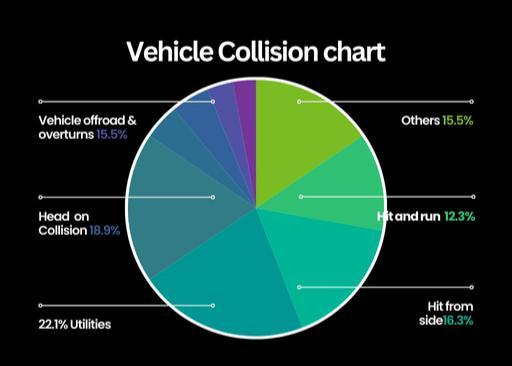 Vehicle Collision chart
Vehicle offroad &
overturns 15.5%
Others 15.5%
Head on
Collision 18.9%
Hit and run 12.3%
22.1% Utilities
Hit from
side16.3%